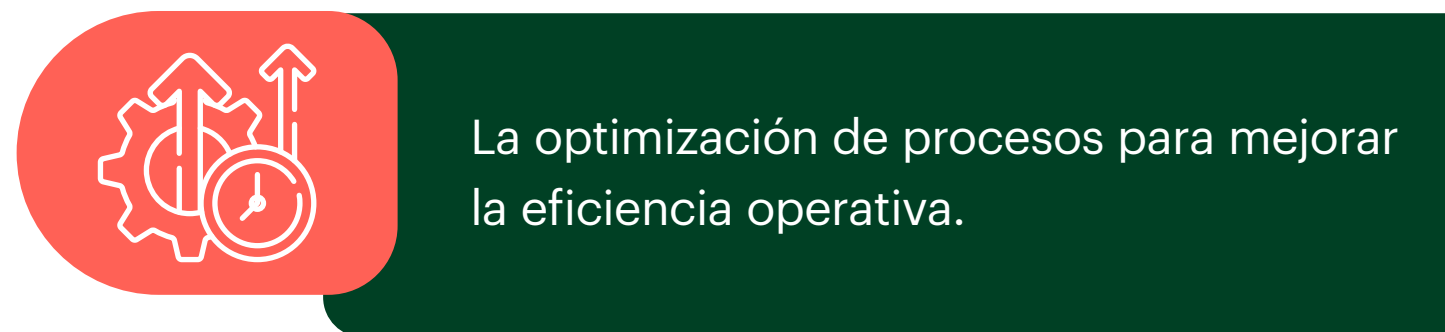 La optimización de procesos para mejorar
la eficiencia operativa.